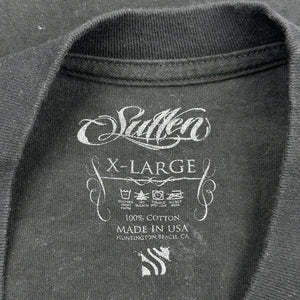 Sullen
X-LARGE
100% COTTON
MADE IN USA
HUNTINGTON BEACH, CA